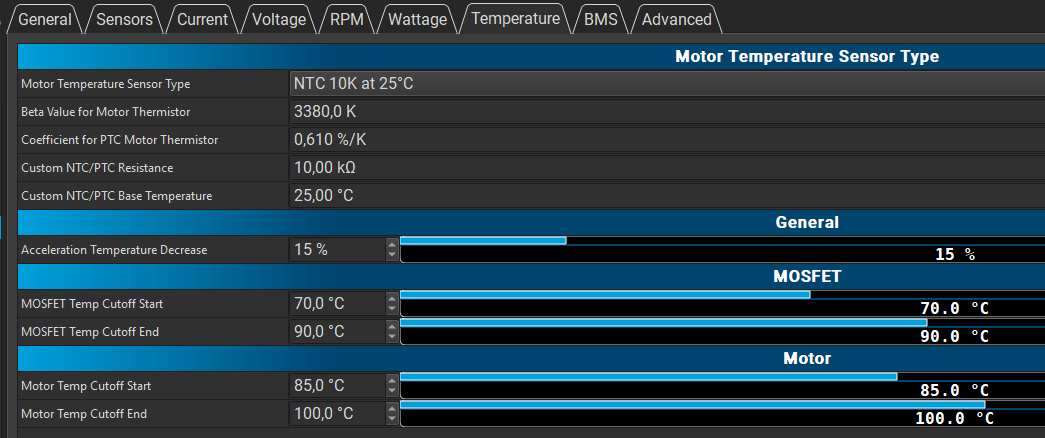 General Sensors Current Voltage RPM Wattage Temperature BMS Advanced
Motor Temperature Sensor Type
Motor Temperature Sensor Type NTC 10K at 25°C
Beta Value for Motor Thermistor 3380,0 K
Coefficient for PTC Motor Thermistor 0,610 %/K
Custom NTC/PTC Resistance 10,00 kΩ
Custom NTC/PTC Base Temperature 25,00 °C
General
Acceleration Temperature Decrease 15 % 15 %
MOSFET
MOSFET Temp Cutoff Start 70,0 °C 70.0 °C
MOSFET Temp Cutoff End 90,0 °C 90.0 °C
Motor
Motor Temp Cutoff Start 85,0 °C 85.0 °C
Motor Temp Cutoff End 100,0 °C 100.0 °C